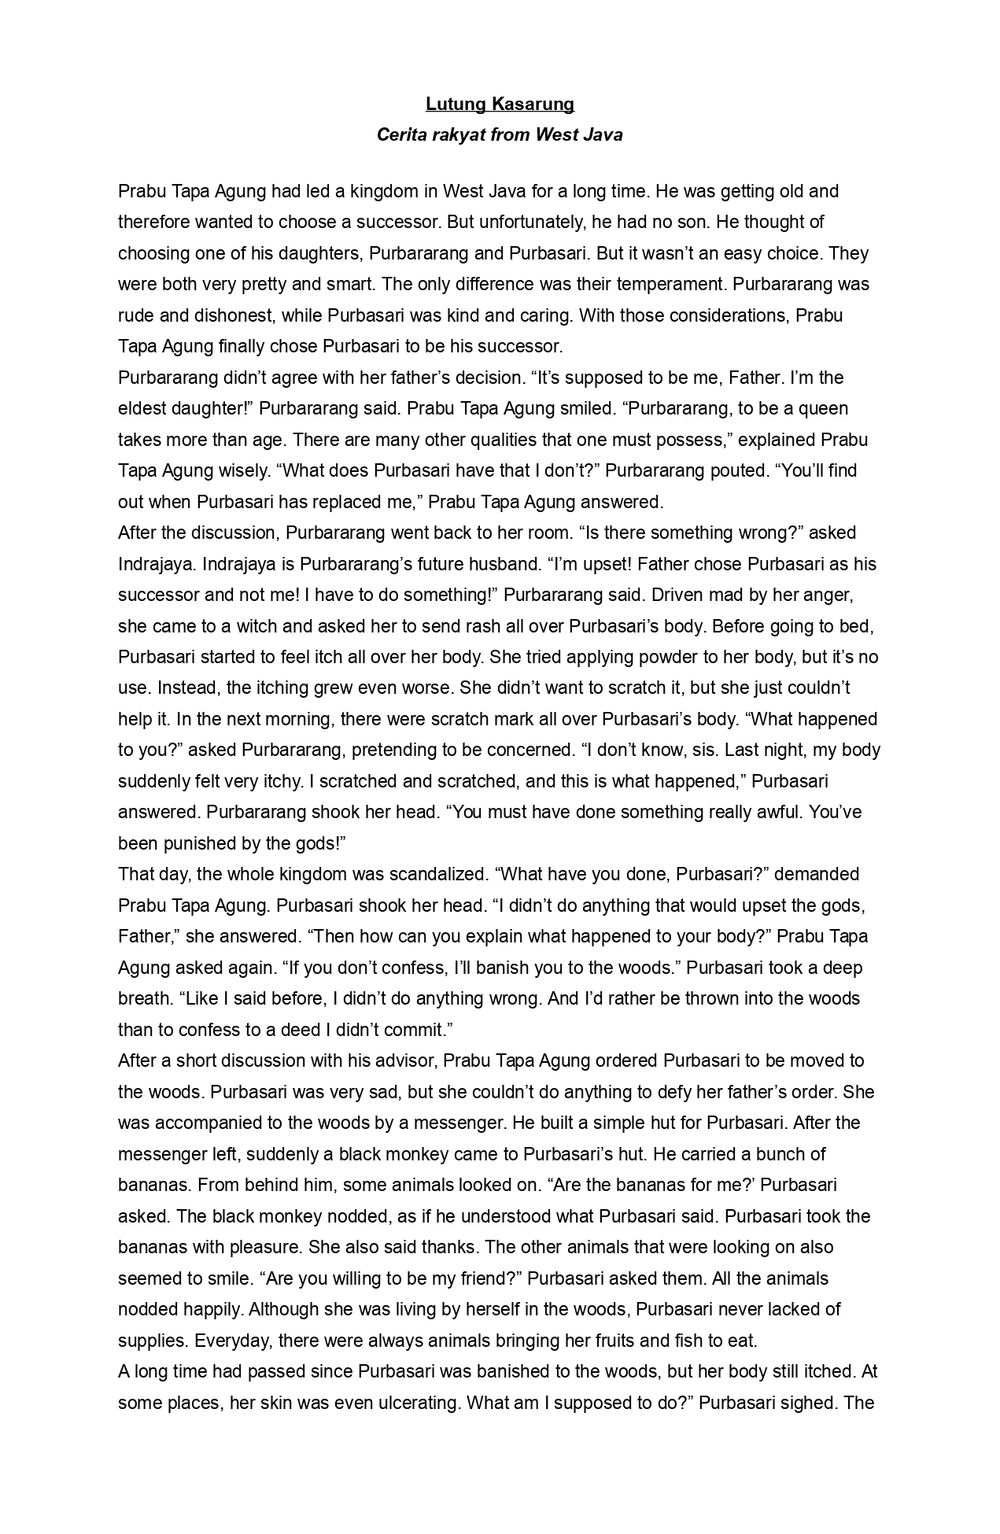 Lutung Kasarung
Cerita rakyat from West Java
Prabu Tapa Agung had led a kingdom in West Java for a long time. He was getting old and
therefore wanted to choose a successor. But unfortunately, he had no son. He thought of
choosing one of his daughters, Purbararang and Purbasari. But it wasn’t an easy choice. They
were both very pretty and smart. The only difference was their temperament. Purbararang was
rude and dishonest, while Purbasari was kind and caring. With those considerations, Prabu
Tapa Agung finally chose Purbasari to be his successor.
Purbararang didn’t agree with her father’s decision. “It’s supposed to be me, Father. I’m the
eldest daughter!” Purbararang said. Prabu Tapa Agung smiled. “Purbararang, to be a queen
takes more than age. There are many other qualities that one must possess,” explained Prabu
Tapa Agung wisely. “What does Purbasari have that I don’t?” Purbararang pouted. “You’ll find
out when Purbasari has replaced me,” Prabu Tapa Agung answered.
After the discussion, Purbararang went back to her room. “Is there something wrong?” asked
Indrajaya. Indrajaya is Purbararang’s future husband. “I’m upset! Father chose Purbasari as his
successor and not me! I have to do something!” Purbararang said. Driven mad by her anger,
she came to a witch and asked her to send rash all over Purbasari’s body. Before going to bed,
Purbasari started to feel itch all over her body. She tried applying powder to her body, but it’s no
use. Instead, the itching grew even worse. She didn’t want to scratch it, but she just couldn’t
help it. In the next morning, there were scratch mark all over Purbasari’s body. “What happened
to you?” asked Purbararang, pretending to be concerned. “I don’t know, sis. Last night, my body
suddenly felt very itchy. I scratched and scratched, and this is what happened,” Purbasari
answered. Purbararang shook her head. “You must have done something really awful. You’ve
been punished by the gods!”
That day, the whole kingdom was scandalized. “What have you done, Purbasari?” demanded
Prabu Tapa Agung. Purbasari shook her head. “I didn’t do anything that would upset the gods,
Father,” she answered. “Then how can you explain what happened to your body?” Prabu Tapa
Agung asked again. “If you don’t confess, I’ll banish you to the woods.” Purbasari took a deep
breath. “Like I said before, I didn’t do anything wrong. And I’d rather be thrown into the woods
than to confess to a deed I didn’t commit.”
After a short discussion with his advisor, Prabu Tapa Agung ordered Purbasari to be moved to
the woods. Purbasari was very sad, but she couldn’t do anything to defy her father’s order. She
was accompanied to the woods by a messenger. He built a simple hut for Purbasari. After the
messenger left, suddenly a black monkey came to Purbasari’s hut. He carried a bunch of
bananas. From behind him, some animals looked on. “Are the bananas for me?’ Purbasari
asked. The black monkey nodded, as if he understood what Purbasari said. Purbasari took the
bananas with pleasure. She also said thanks. The other animals that were looking on also
seemed to smile. “Are you willing to be my friend?” Purbasari asked them. All the animals
nodded happily. Although she was living by herself in the woods, Purbasari never lacked of
supplies. Everyday, there were always animals bringing her fruits and fish to eat.
A long time had passed since Purbasari was banished to the woods, but her body still itched. At
some places, her skin was even ulcerating. What am I supposed to do?” Purbasari sighed. The